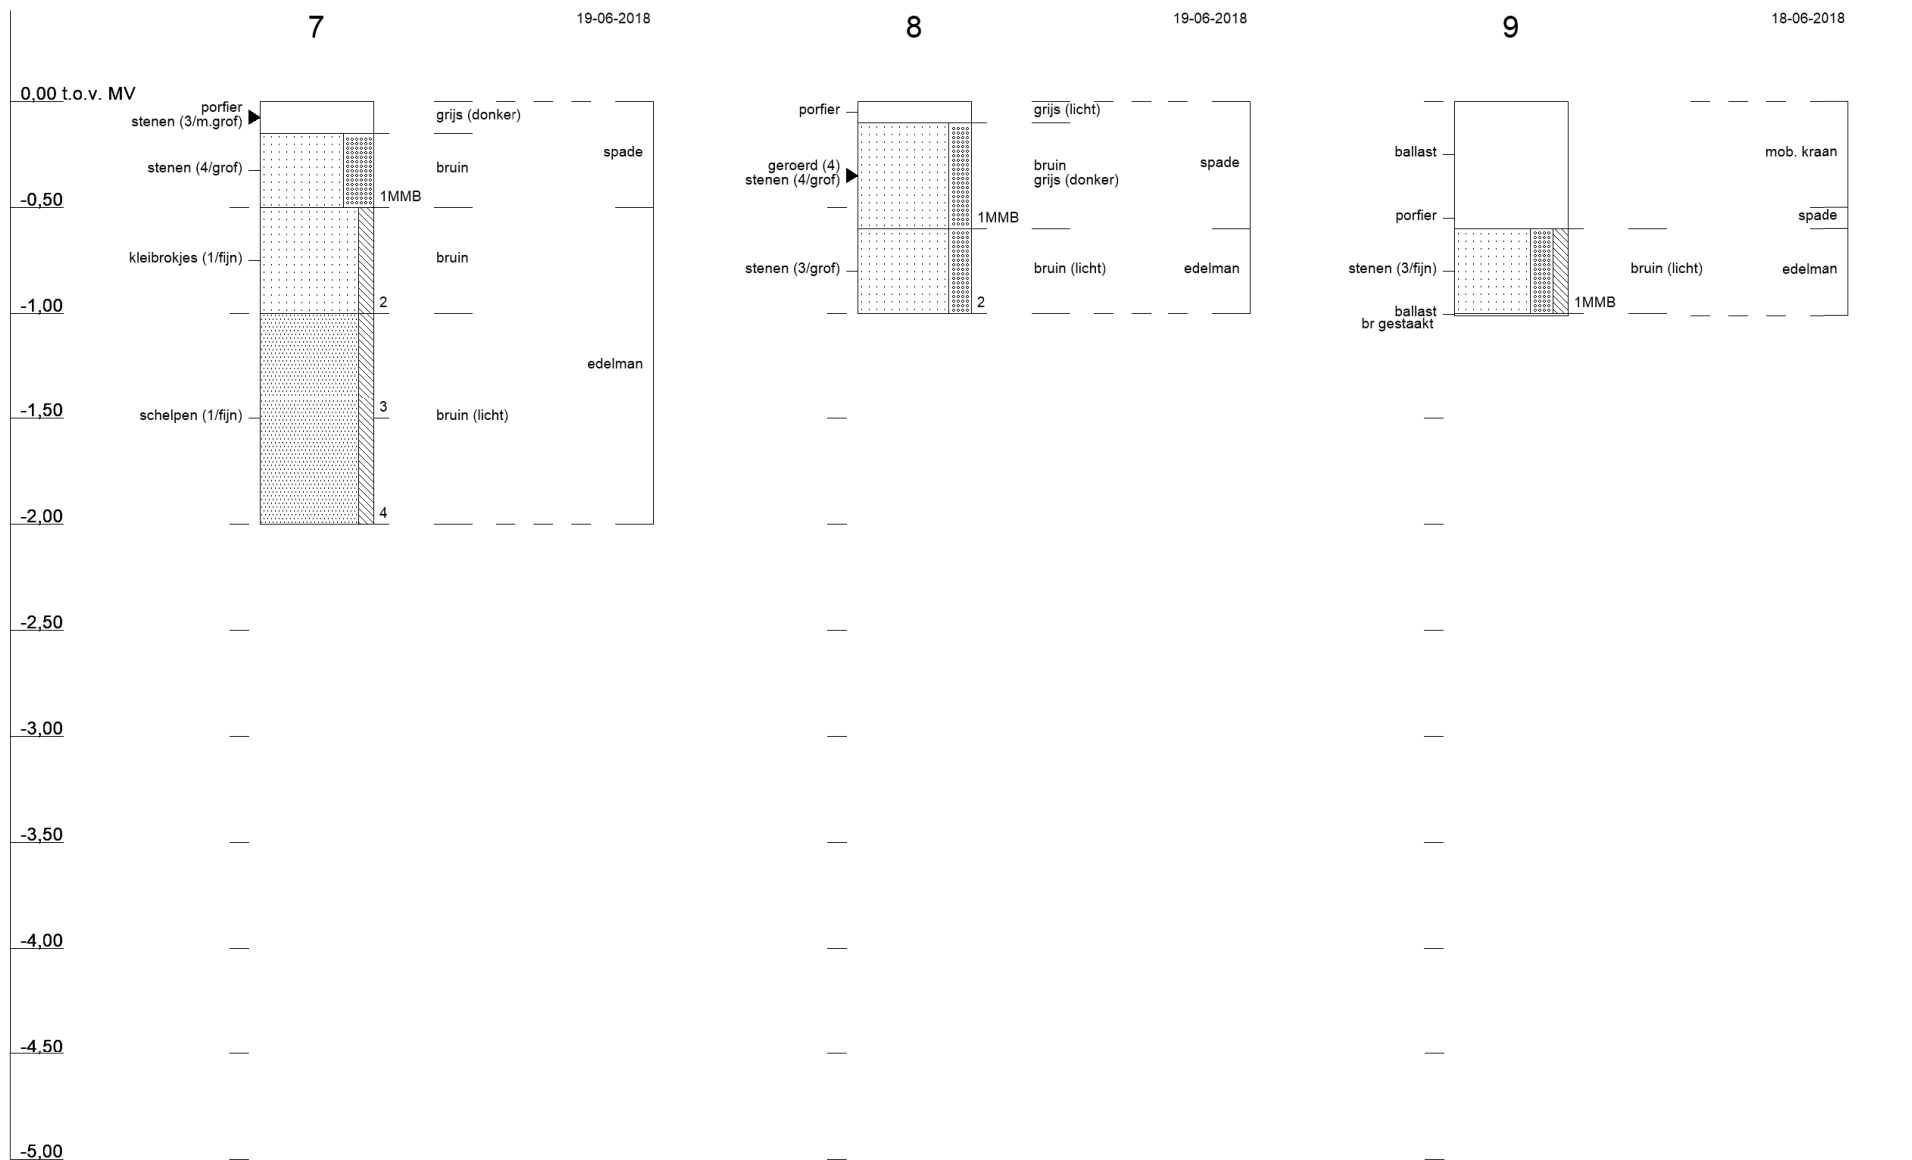 7
19-06-2018
8
19-06-2018
9
18-06-2018
0,00 t.o.v. MV
-0,50
-1,00
-1,50
-2,00
-2,50
-3,00
-3,50
-4,00
-4,50
-5,00
porfier
stenen (3/m.grof)
grijs (donker)
spade
stenen (4/grof)
bruin
1MMB
kleibrokjes (1/fijn)
bruin
2
edelman
schelpen (1/fijn)
3
bruin (licht)
4
porfier
grijs (licht)
geroerd (4)
stenen (4/grof)
bruin
grijs (donker)
spade
1MMB
stenen (3/grof)
bruin (licht)
edelman
2
ballast
mob. kraan
porfier
spade
stenen (3/fijn)
bruin (licht)
edelman
1MMB
ballast
br gestaakt